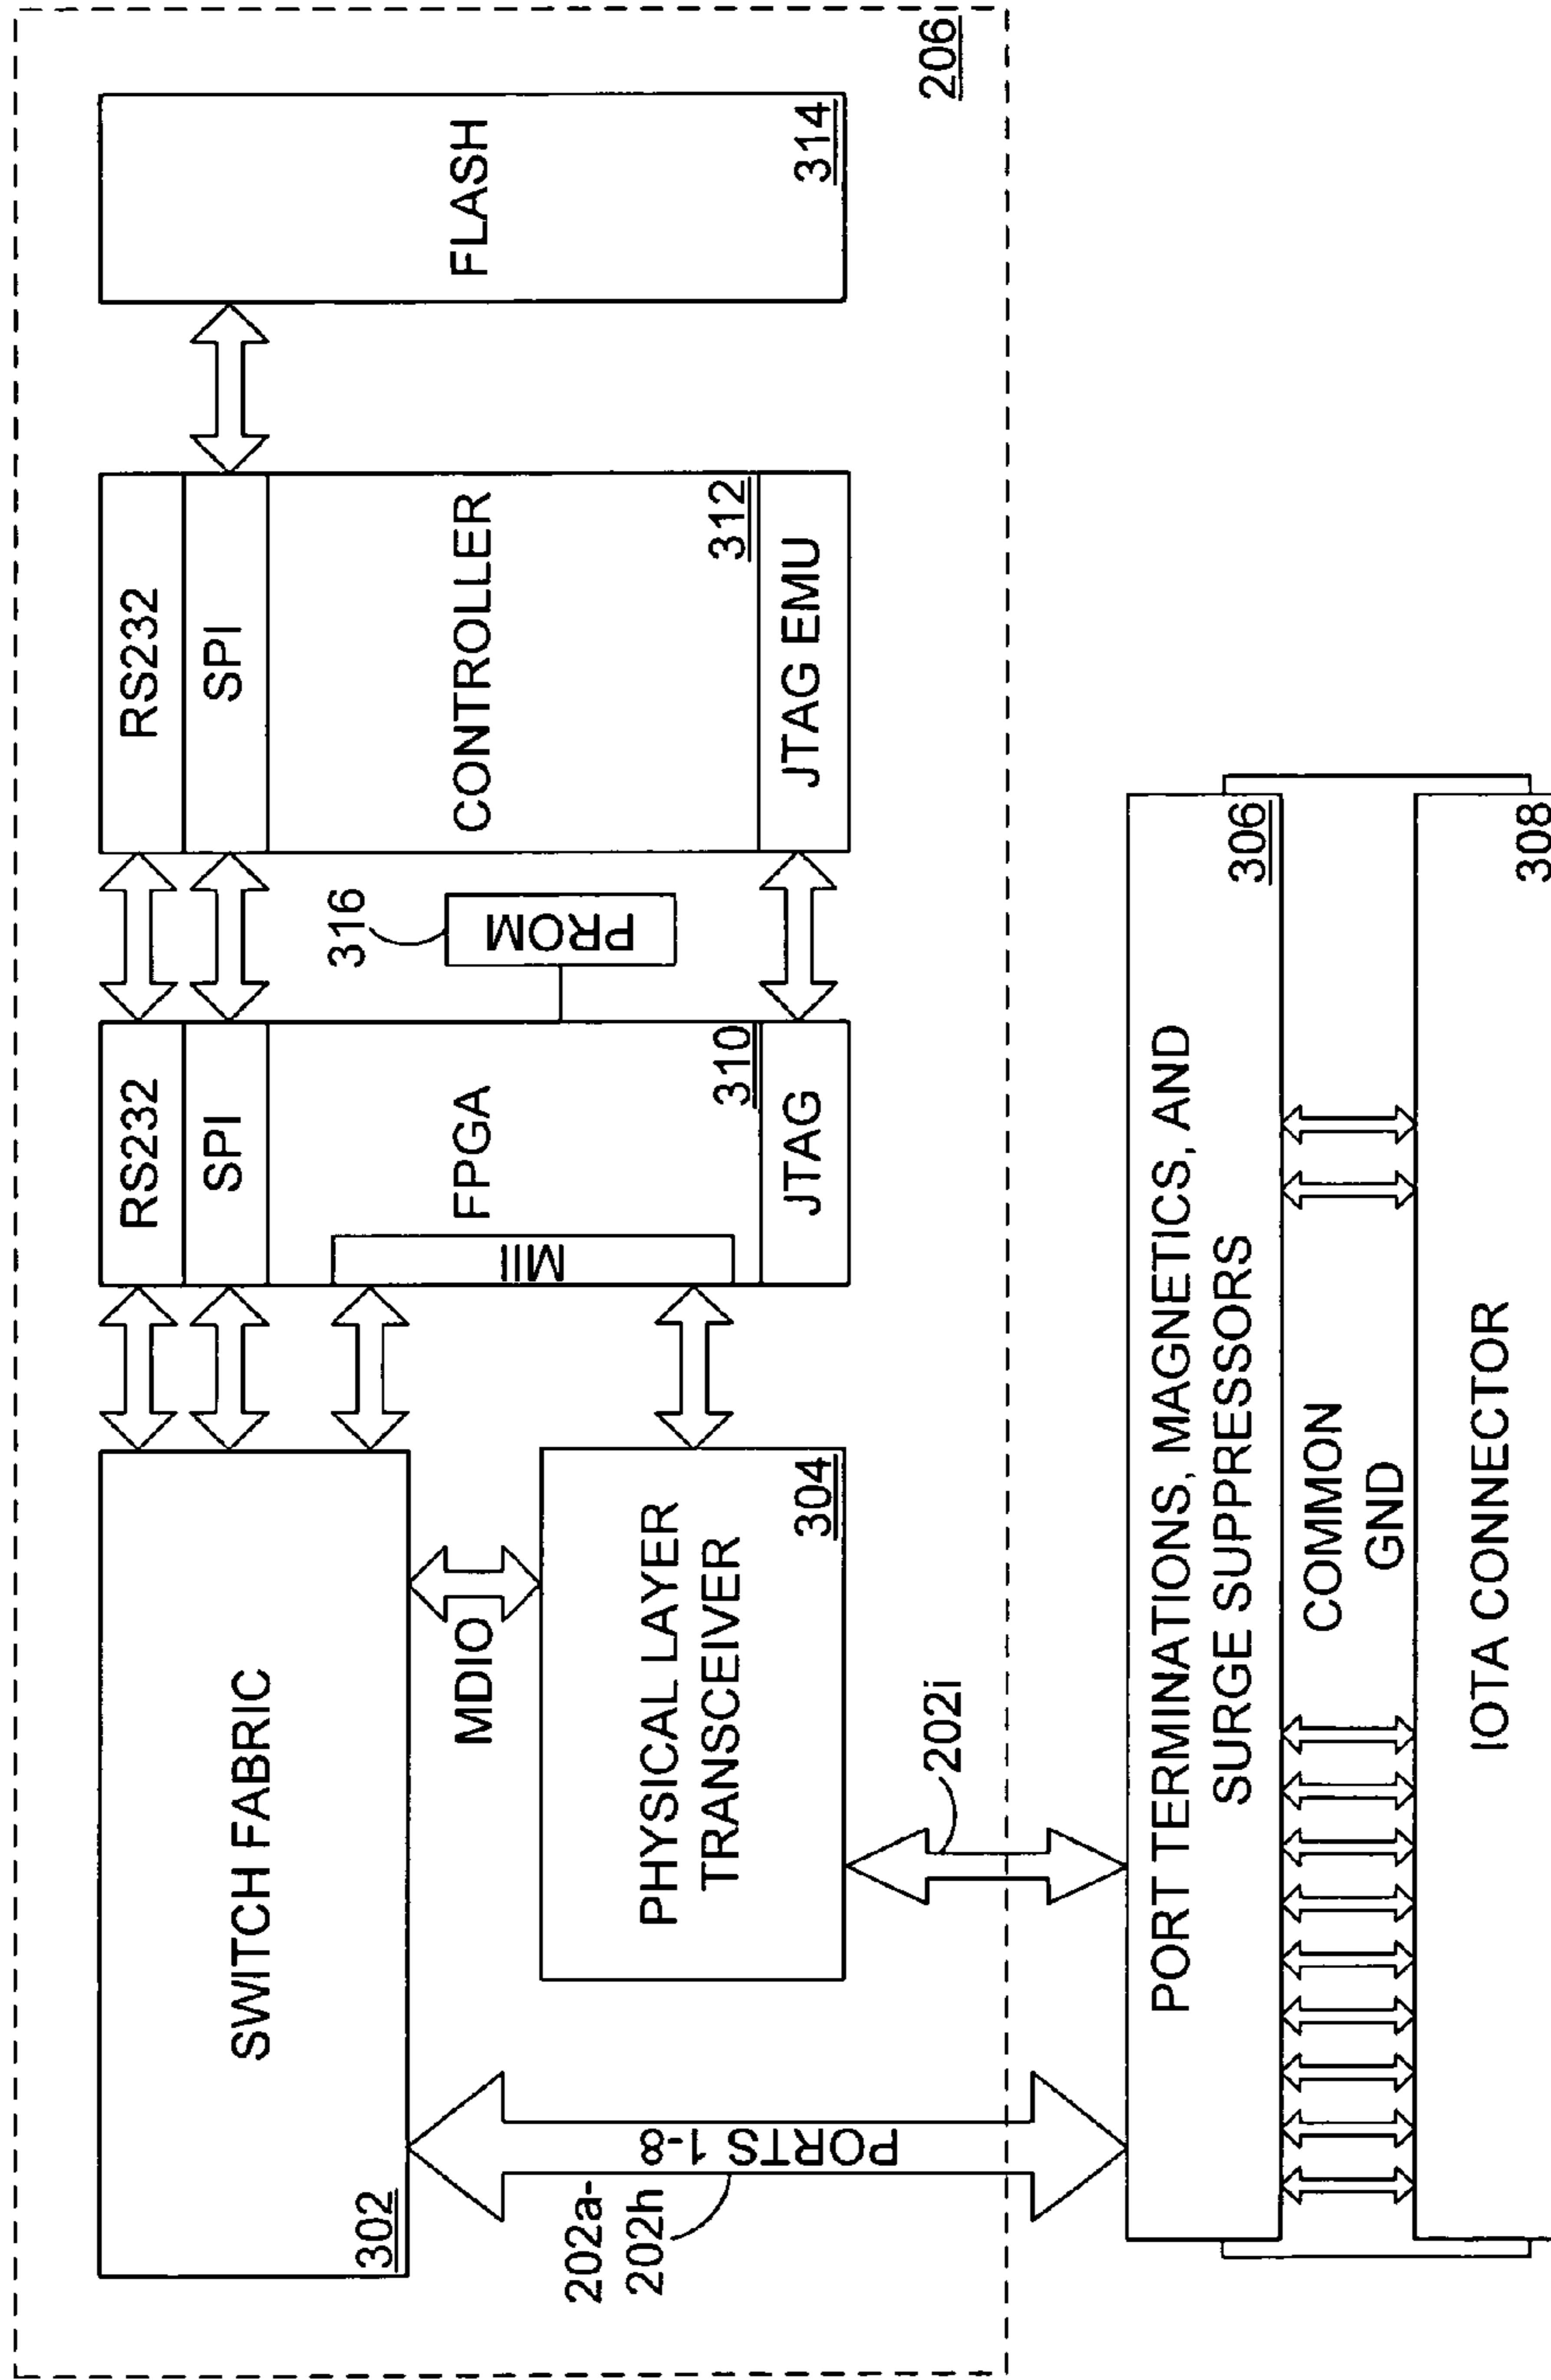 SWITCH FABRIC
302
RS232
SPI
FPGA
310
MII
JTAG
316
PROM
RS232
SPI
CONTROLLER
312
JTAG EMU
FLASH
314
MDIO
PHYSICAL LAYER
TRANSCEIVER
304
202a-
202h
PORTS 1-8
202i
206
PORT TERMINATIONS, MAGNETICS, AND
SURGE SUPPRESSORS
306
COMMON
GND
IOTA CONNECTOR
308